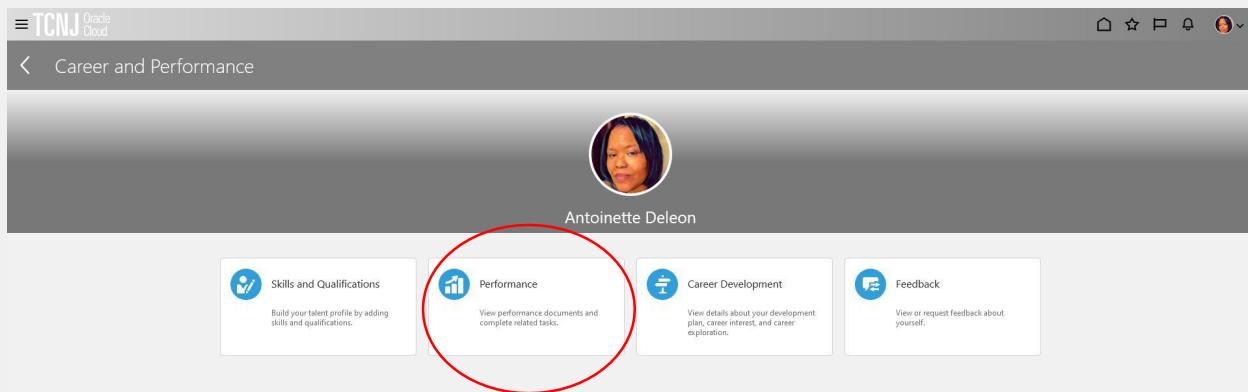 TCNJ Oracle
Cloud
Career and Performance
Antoinette Deleon
Skills and Qualifications
Build your talent profile by adding
skills and qualifications.
Performance
View performance documents and
complete related tasks.
Career Development
View details about your development
plan, career interest, and career
exploration.
Feedback
View or request feedback about
yourself.